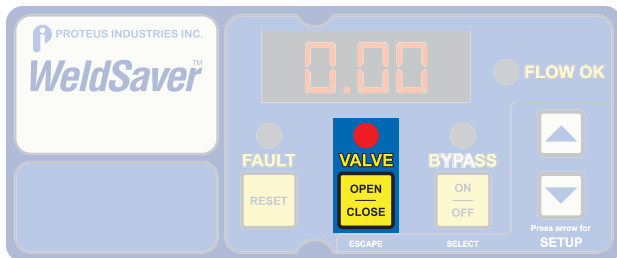 PROTEUS INDUSTRIES INC.
WeldSaver™
0.00
FLOW OK
FAULT
VALVE
BYPASS
RESET
OPEN
CLOSE
ON
OFF
Press arrow for
SETUP
ESCAPE
SELECT